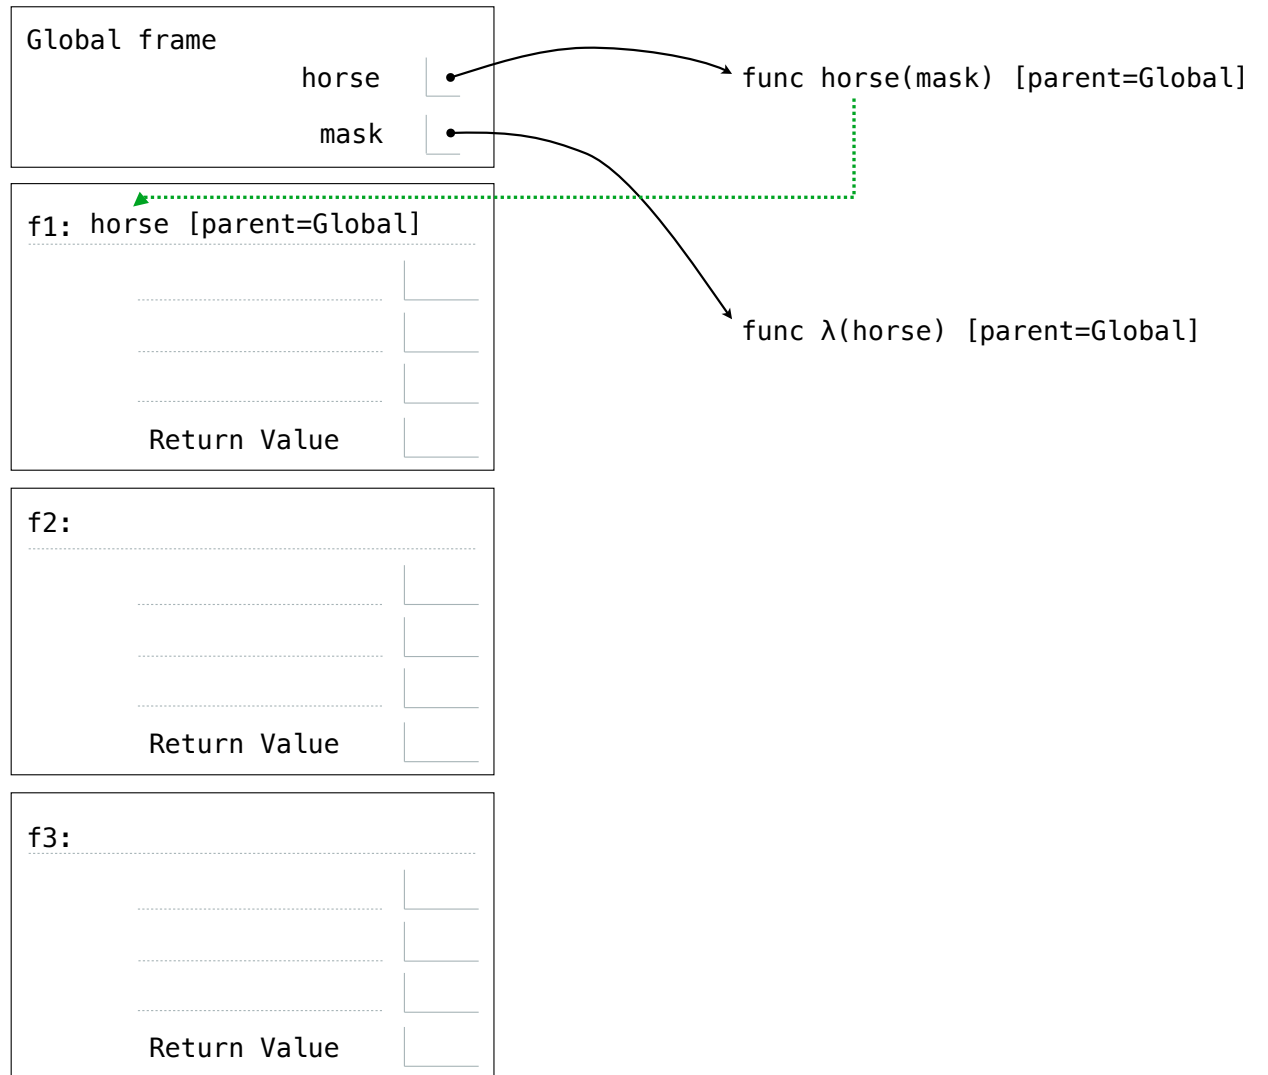 Global frame
horse
func horse(mask) [parent=Global]
mask
f1: horse [parent=Global]
func λ(horse) [parent=Global]
Return Value
f2:
Return Value
f3:
Return Value